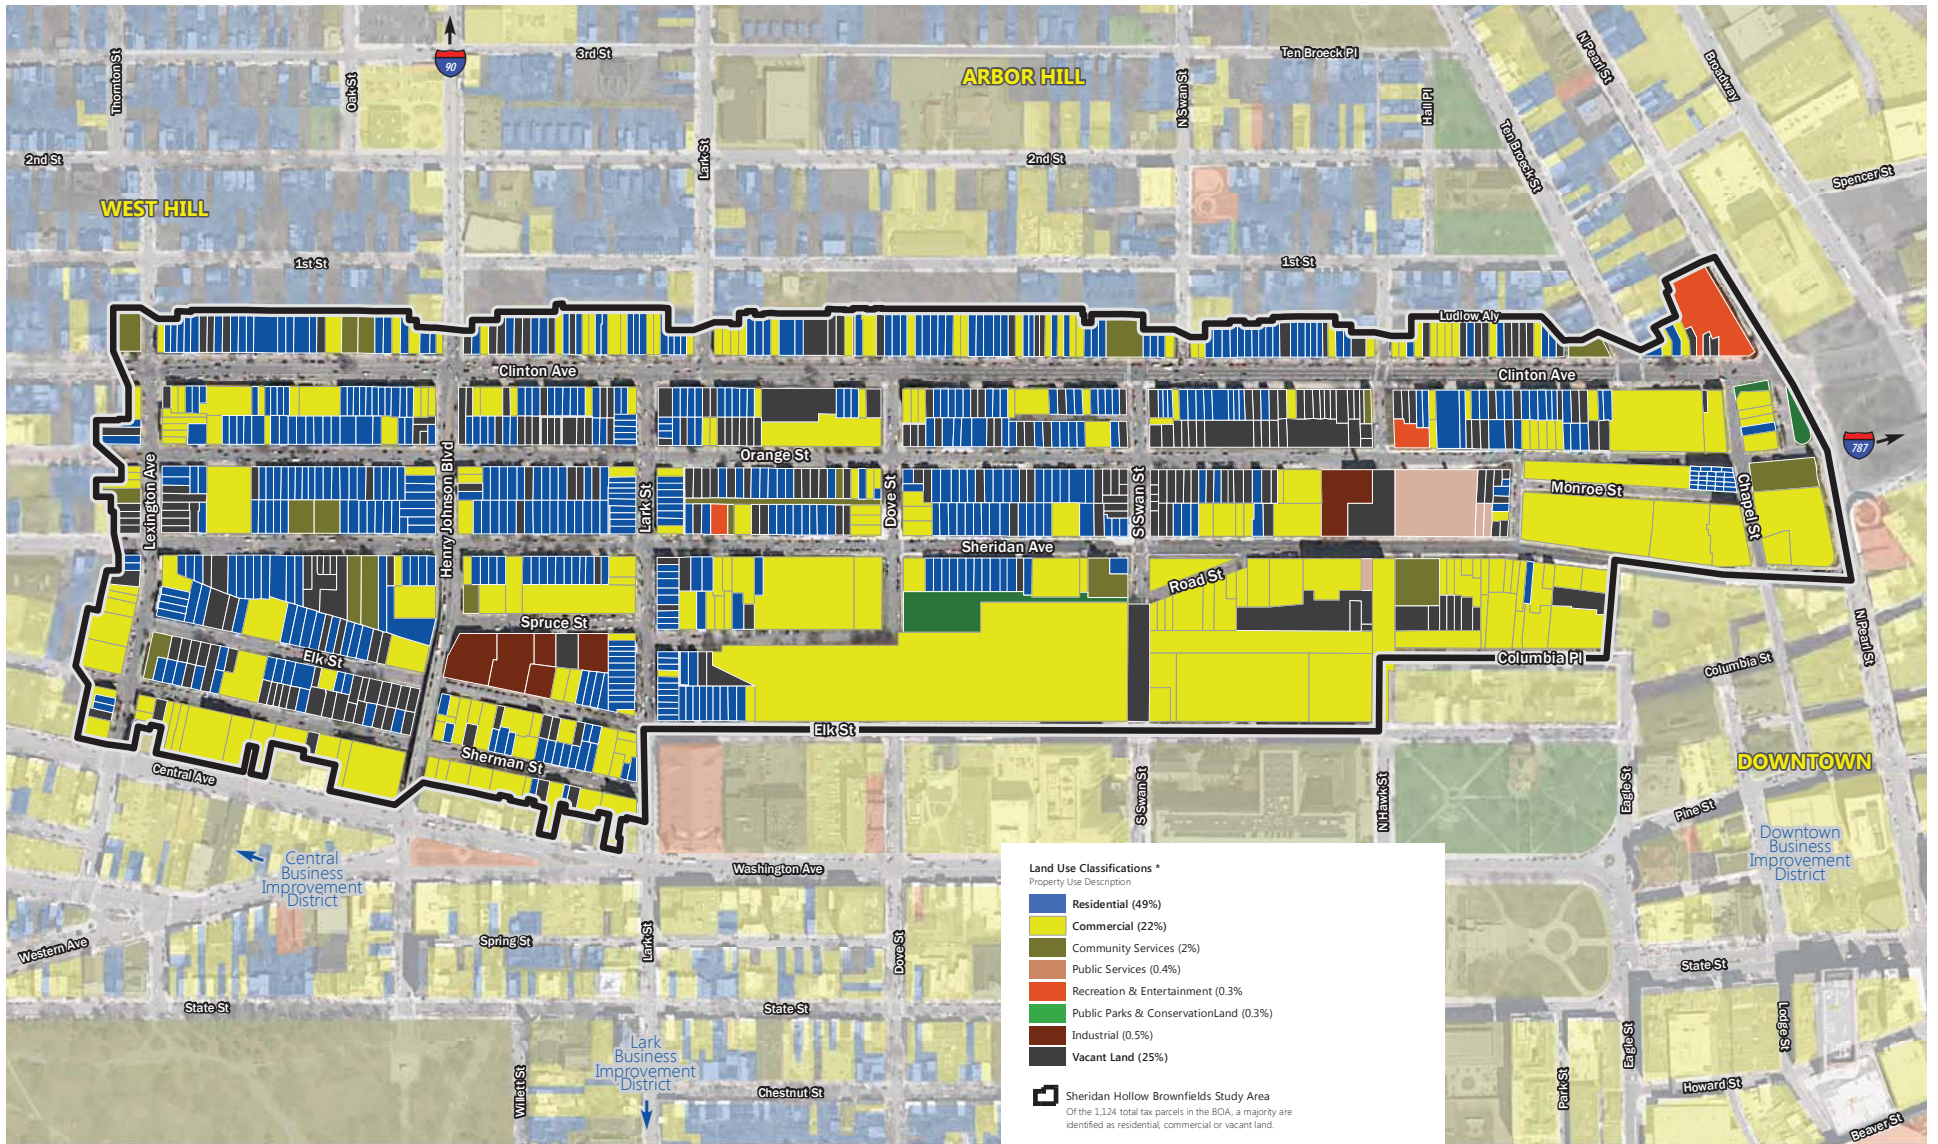 3rd St
Ten Broeck Pl
N Pearl St
Broadway
90
Thornton St
Oak St
ARBOR HILL
N Swan St
Hall Pl
Ten Broeck St
Lark St
2nd St
2nd St
Spencer St
WEST HILL
1st St
1st St
Ludlow Aly
Clinton Ave
Clinton Ave
787
Orange St
Lexington Ave
Henry Johnson Blvd
Lark St
Dove St
S Swan St
Monroe St
Chapel St
Sheridan Ave
Road St
Spruce St
Elk St
Columbia Pl
Columbia St
N Pearl St
Elk St
Sherman St
Central Ave
DOWNTOWN
S Swan St
N Hawk St
Eagle St
Pine St
Central
Business
Improvement
District
Downtown
Business
Improvement
District
Washington Ave
Western Ave
Spring St
Lark St
Dove St
State St
State St
State St
Lark
Business
Improvement
District
Willett St
Chestnut St
Park St
Eagle St
Lodge St
Howard St
Beaver St
Land Use Classifications *
Property Use Description
Residential (49%)
Commercial (22%)
Community Services (2%)
Public Services (0.4%)
Recreation & Entertainment (0.3%
Public Parks & ConservationLand (0.3%)
Industrial (0.5%)
Vacant Land (25%)
Sheridan Hollow Brownfields Study Area
Of the 1,124 total tax parcels in the BOA, a majority are
identified as residential, commercial or vacant land.